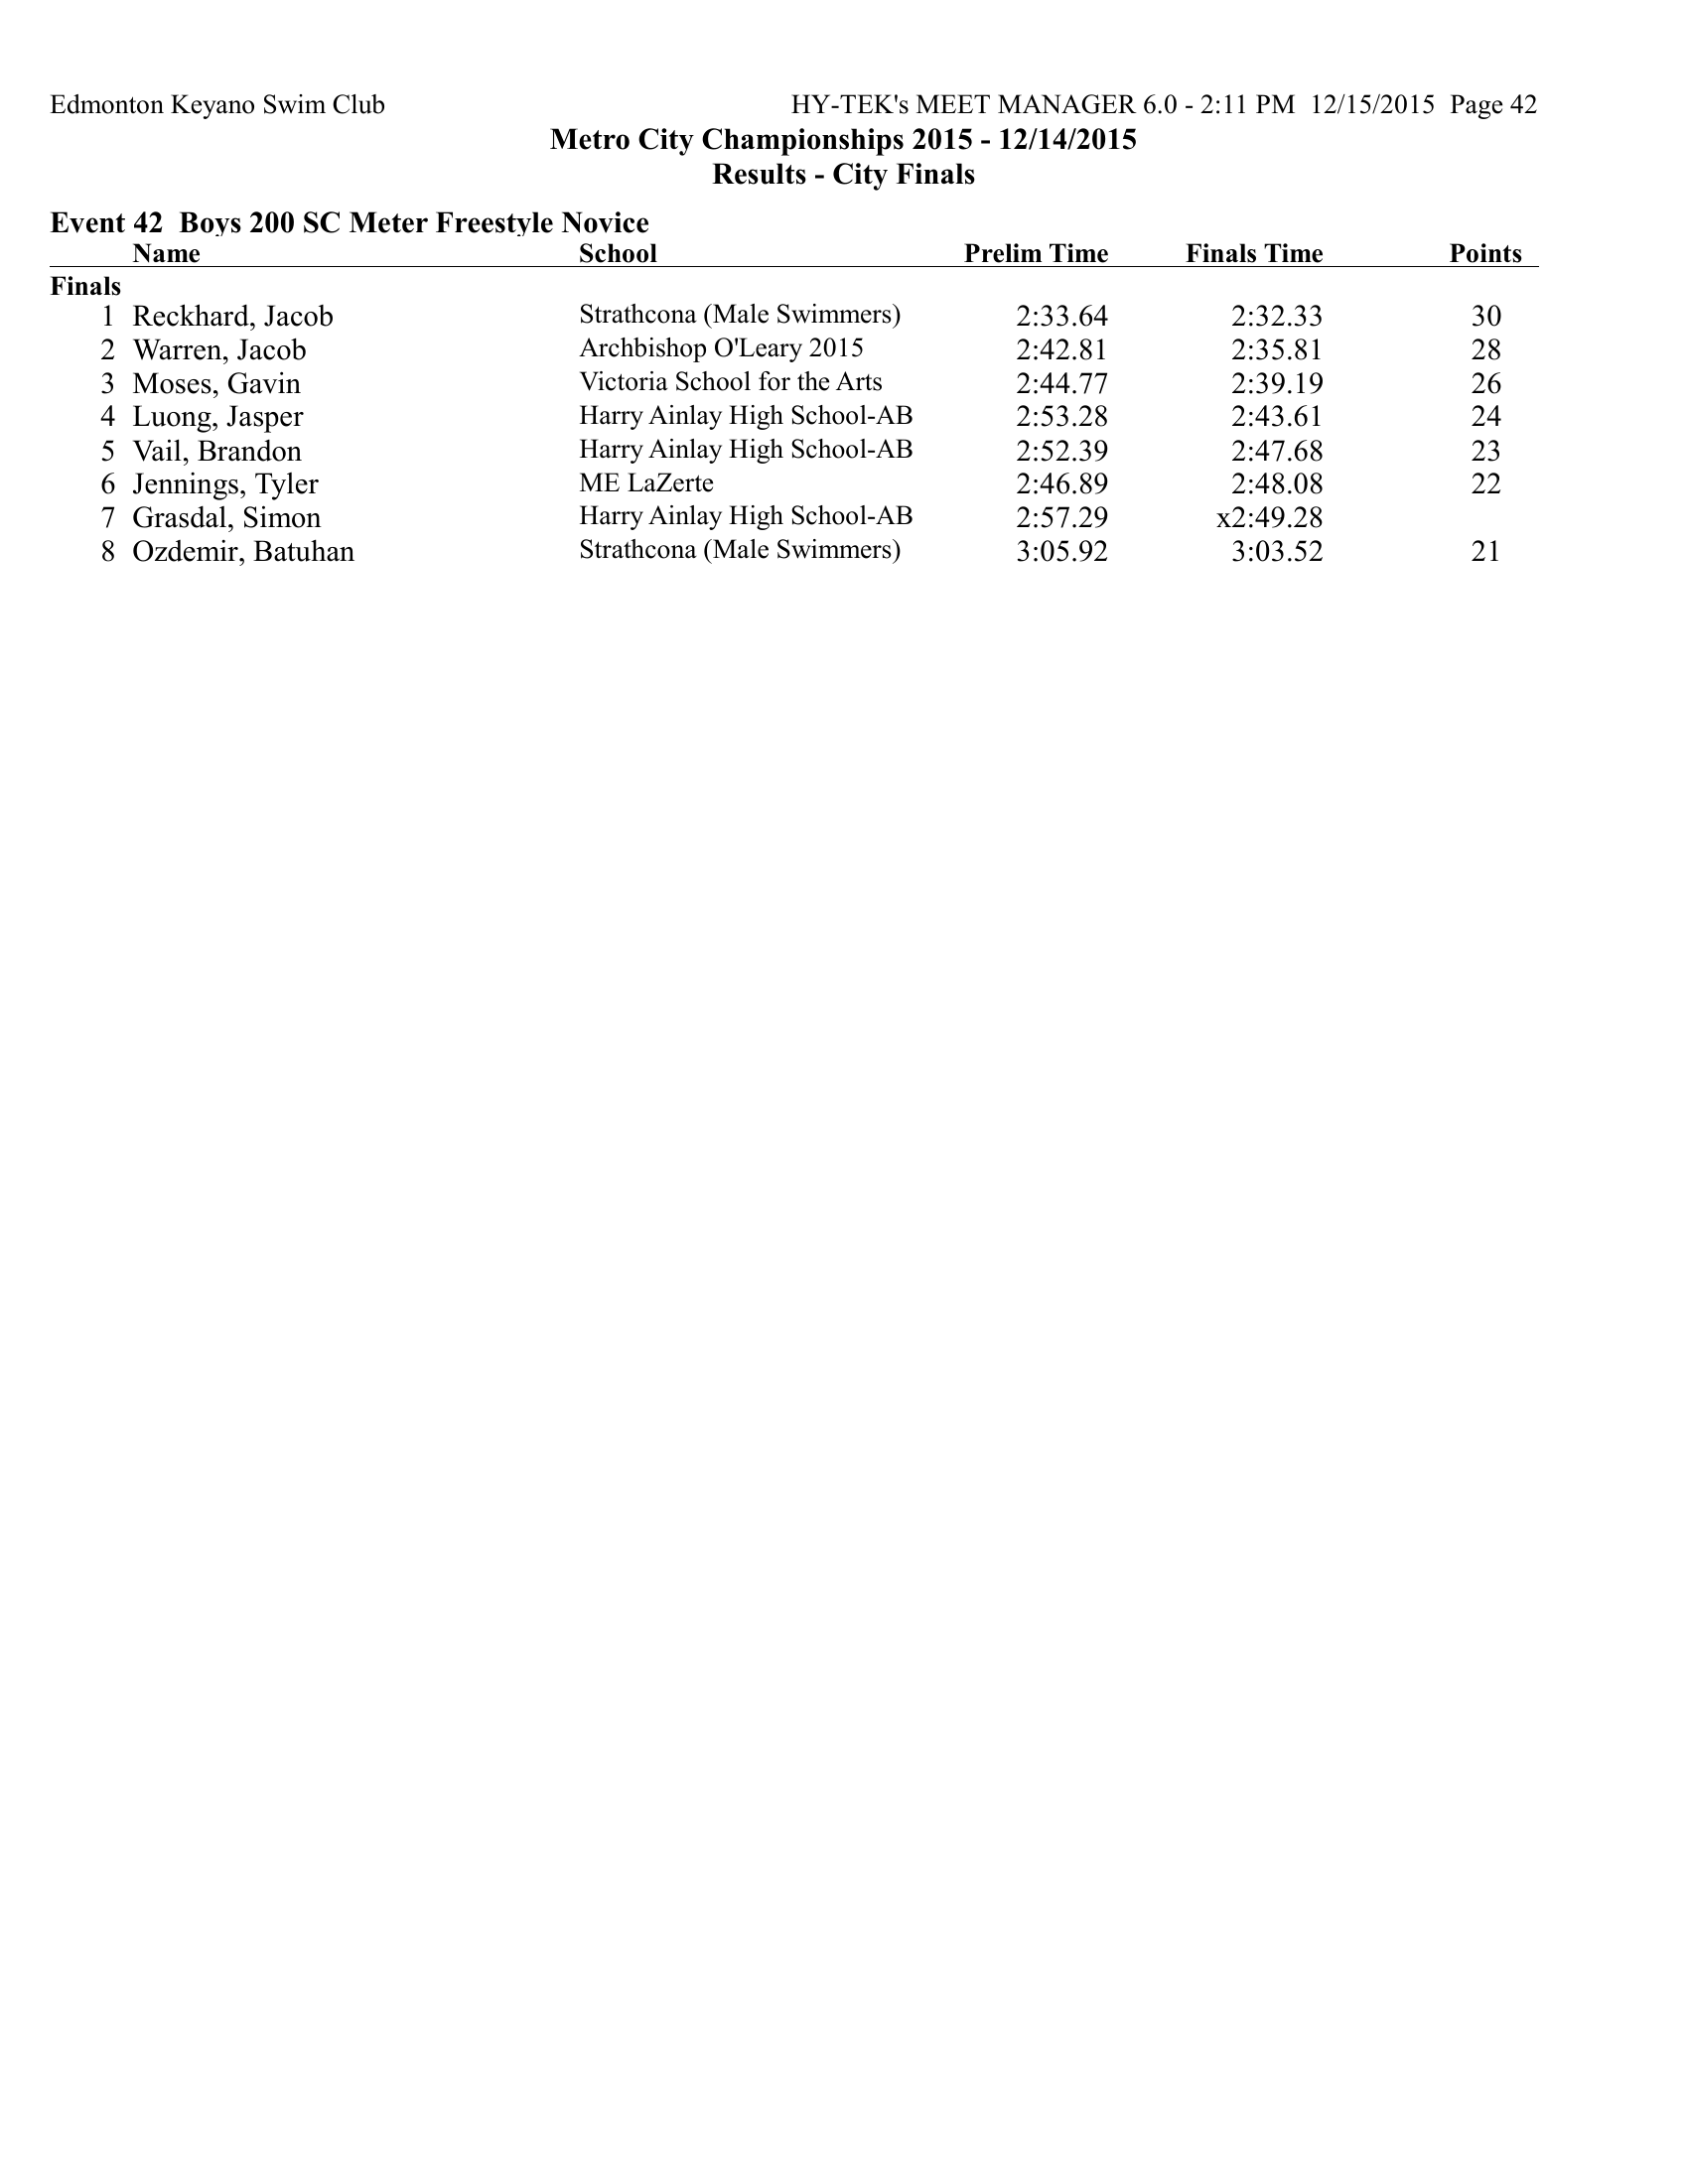 Edmonton Keyano Swim Club HY-TEK's MEET MANAGER 6.0 - 2:11 PM 12/15/2015 Page 42
Metro City Championships 2015 - 12/14/2015
Results - City Finals
Event 42 Boys 200 SC Meter Freestyle Novice
Name School Prelim Time Finals Time Points
Finals
1 Reckhard, Jacob Strathcona (Male Swimmers) 2:33.64 2:32.33 30
2 Warren, Jacob Archbishop O'Leary 2015 2:42.81 2:35.81 28
3 Moses, Gavin Victoria School for the Arts 2:44.77 2:39.19 26
4 Luong, Jasper Harry Ainlay High School-AB 2:53.28 2:43.61 24
5 Vail, Brandon Harry Ainlay High School-AB 2:52.39 2:47.68 23
6 Jennings, Tyler ME LaZerte 2:46.89 2:48.08 22
7 Grasdal, Simon Harry Ainlay High School-AB 2:57.29 x2:49.28
8 Ozdemir, Batuhan Strathcona (Male Swimmers) 3:05.92 3:03.52 21